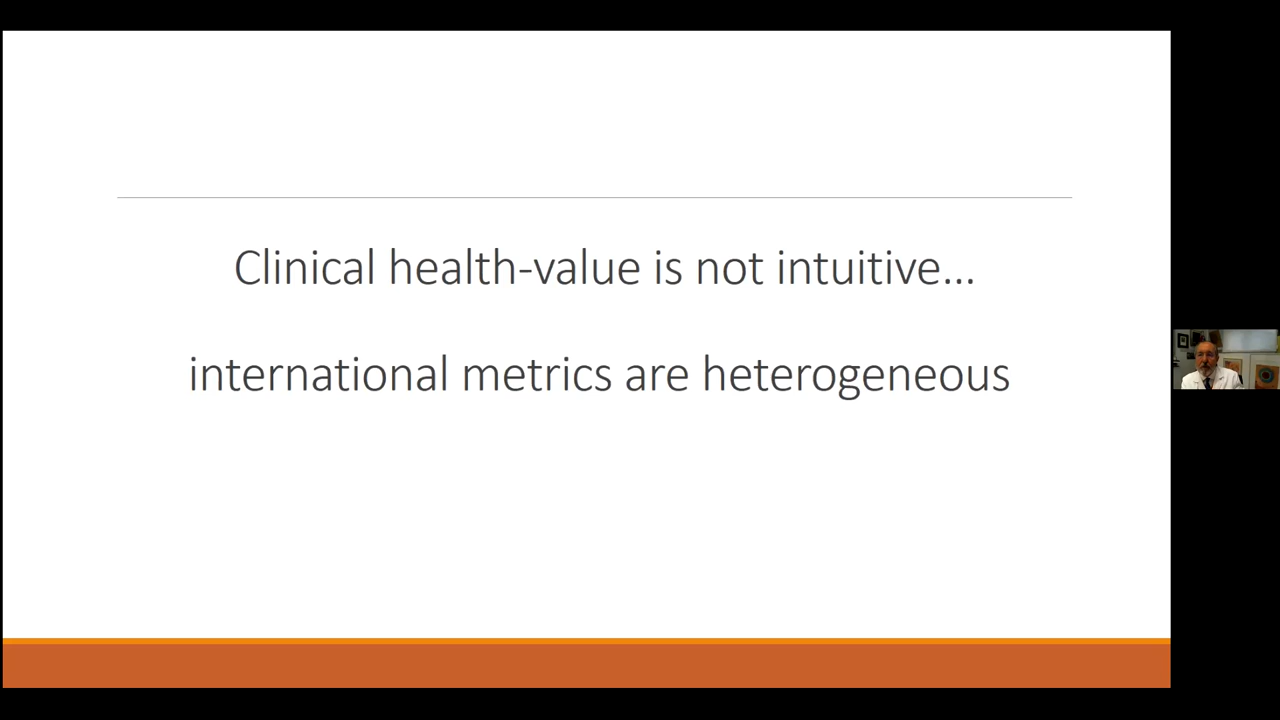 Clinical health-value is not intuitive...
international metrics are heterogeneous